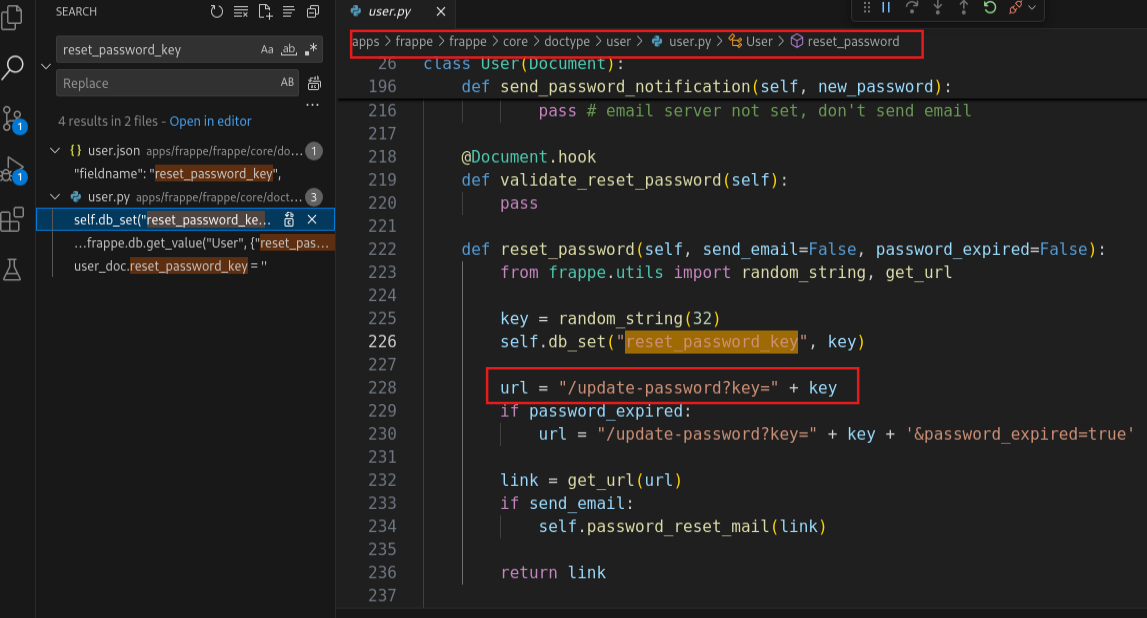 SEARCH
reset_password_key
Aa ab .*
Replace
AB
4 results in 2 files - Open in editor
{} user.json apps/frappe/frappe/core/do... 1
"fieldname": "reset_password_key",
user.py apps/frappe/frappe/core/doct... 3
self.db_set("reset_password_ke...
...frappe.db.get_value("User", {"reset_pas...
user_doc.reset_password_key = ''
1
1
user.py
apps > frappe > frappe > core > doctype > user > user.py > User > reset_password
26 class User(Document):
196 def send_password_notification(self, new_password):
216 pass # email server not set, don't send email
217
218 @Document.hook
219 def validate_reset_password(self):
220 pass
221
222 def reset_password(self, send_email=False, password_expired=False):
223 from frappe.utils import random_string, get_url
224
225 key = random_string(32)
226 self.db_set("reset_password_key", key)
227
228 url = "/update-password?key=" + key
229 if password_expired:
230 url = "/update-password?key=" + key + '&password_expired=true'
231
232 link = get_url(url)
233 if send_email:
234 self.password_reset_mail(link)
235
236 return link
237